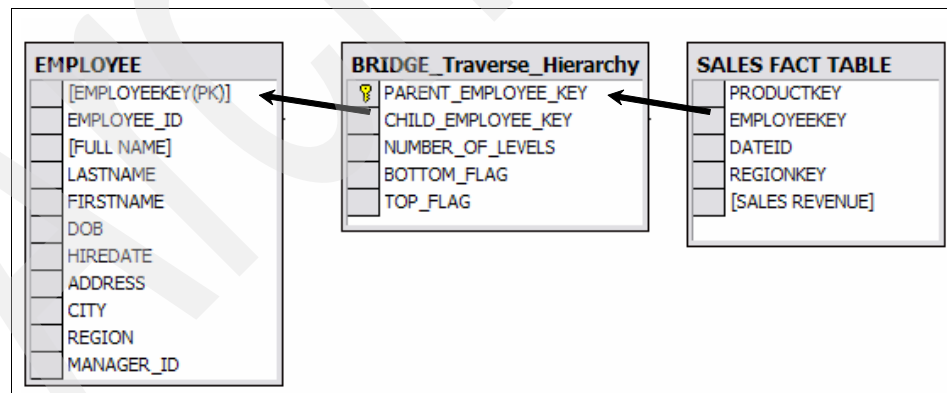 EMPLOYEE
[EMPLOYEEKEY(PK)]
EMPLOYEE_ID
[FULL NAME]
LASTNAME
FIRSTNAME
DOB
HIREDATE
ADDRESS
CITY
REGION
MANAGER_ID
BRIDGE_Traverse_Hierarchy
PARENT_EMPLOYEE_KEY
CHILD_EMPLOYEE_KEY
NUMBER_OF_LEVELS
BOTTOM_FLAG
TOP_FLAG
SALES FACT TABLE
PRODUCTKEY
EMPLOYEEKEY
DATEID
REGIONKEY
[SALES REVENUE]